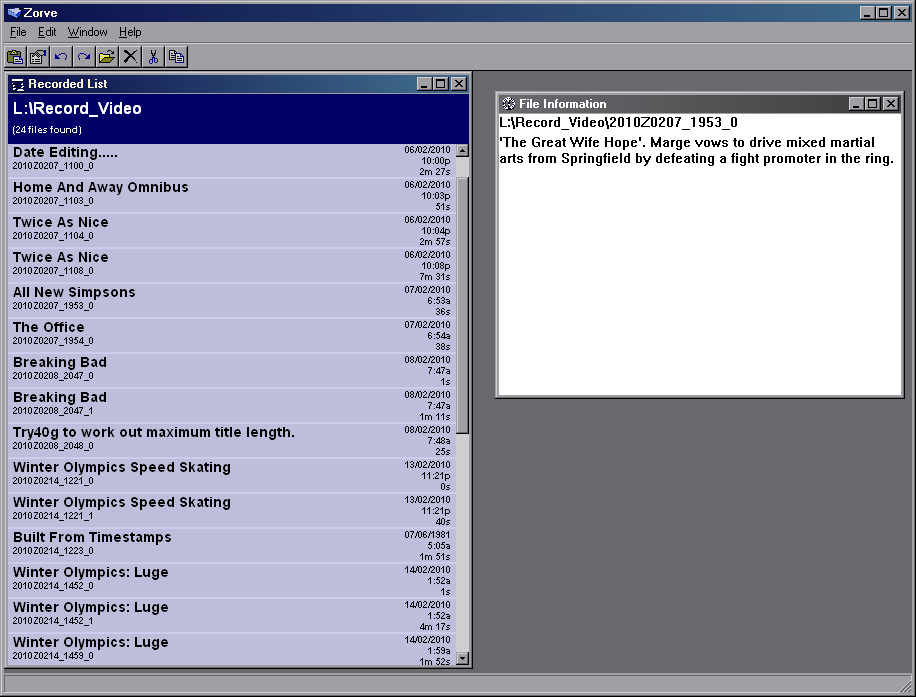 Zorve
File Edit Window Help
Recorded List
L:\Record_Video
(24 files found)
Date Editing.....
2010Z0207_1100_0
06/02/2010
10:00p
2m 27s
Home And Away Omnibus
2010Z0207_1103_0
06/02/2010
10:03p
51s
Twice As Nice
2010Z0207_1104_0
06/02/2010
10:04p
2m 57s
Twice As Nice
2010Z0207_1108_0
06/02/2010
10:08p
7m 31s
All New Simpsons
2010Z0207_1953_0
07/02/2010
6:53a
36s
The Office
2010Z0207_1954_0
07/02/2010
6:54a
38s
Breaking Bad
2010Z0208_2047_0
08/02/2010
7:47a
1s
Breaking Bad
2010Z0208_2047_1
08/02/2010
7:47a
1m 11s
Try40g to work out maximum title length.
2010Z0208_2048_0
08/02/2010
7:48a
25s
Winter Olympics Speed Skating
2010Z0214_1221_0
13/02/2010
11:21p
0s
Winter Olympics Speed Skating
2010Z0214_1221_1
13/02/2010
11:21p
40s
Built From Timestamps
2010Z0214_1223_0
07/06/1981
5:05a
1m 51s
Winter Olympics: Luge
2010Z0214_1452_0
14/02/2010
1:52a
1s
Winter Olympics: Luge
2010Z0214_1452_1
14/02/2010
1:52a
4m 17s
Winter Olympics: Luge
2010Z0214_1459_0
14/02/2010
1:59a
1m 52s
File Information
L:\Record_Video\2010Z0207_1953_0
'The Great Wife Hope'. Marge vows to drive mixed martial
arts from Springfield by defeating a fight promoter in the ring.